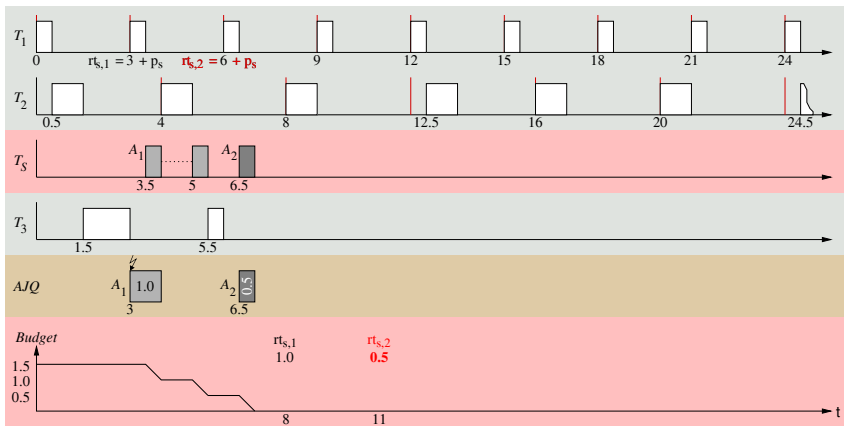 T1
0 3 6 9 12 15 18 21 24
rts,1 = 3 + ps rts,2 = 6 + ps
T2
0.5 4 8 12.5 16 20 24.5
TS
A1 A2
3.5 5 6.5
T3
1.5 5.5
AJQ
A1 1.0 A2 0.5
3 6.5
Budget
rts,1 rts,2
1.5 1.0 0.5
1.0
0.5
8 11 t